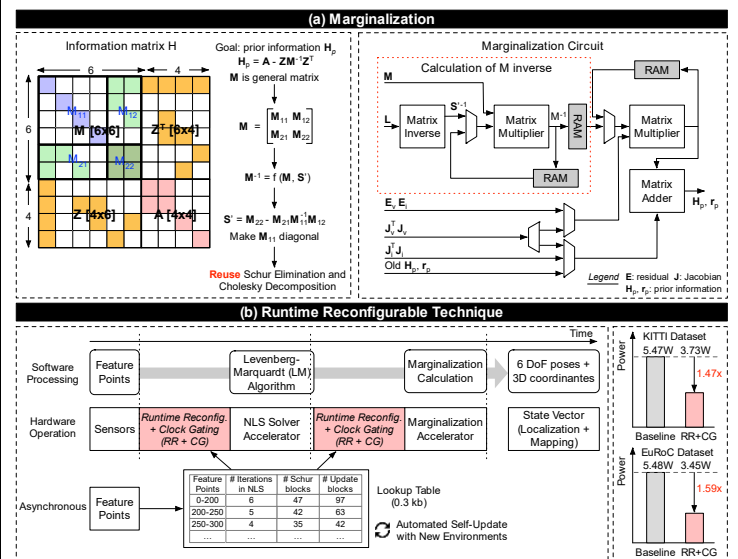 (a) Marginalization
Information matrix H
6
4
6
4
M₁₁
M₁₂
M [6x6]
Zᵀ [6x4]
M₂₁
M₂₂
Z [4x6]
A [4x4]
Goal: prior information Hₚ
Hₚ = A - ZM⁻¹Zᵀ
M is general matrix
M = [M₁₁ M₁₂
M₂₁ M₂₂]
M⁻¹ = f (M, S')
S' = M₂₂ - M₂₁M₁₁⁻¹M₁₂
Make M₁₁ diagonal
Reuse Schur Elimination and
Cholesky Decomposition
Marginalization Circuit
Calculation of M inverse
M
L
Matrix
Inverse
S'⁻¹
Matrix
Multiplier
M⁻¹
RAM
RAM
RAM
Matrix
Multiplier
Matrix
Adder
Hₚ, rₚ
Eᵥ Eᵢ
Jᵥᵀ Jᵥ
Jᵢᵀ Jᵢ
Old Hₚ, rₚ
Legend E: residual J: Jacobian
Hₚ, rₚ: prior information
(b) Runtime Reconfigurable Technique
Time
Software
Processing
Feature
Points
Levenberg-
Marquardt (LM)
Algorithm
Marginalization
Calculation
6 DoF poses +
3D coordinantes
Hardware
Operation
Sensors
Runtime Reconfig.
+ Clock Gating
(RR + CG)
NLS Solver
Accelerator
Runtime Reconfig.
+ Clock Gating
(RR + CG)
Marginalization
Accelerator
State Vector
(Localization +
Mapping)
Asynchronous
Feature
Points
Feature Points # Iterations in NLS # Schur blocks # Update blocks
0-200 6 47 97
200-250 5 42 63
250-300 4 35 42
... ... ... ...
Lookup Table
(0.3 kb)
Automated Self-Update
with New Environments
KITTI Dataset
Power
5.47W 3.73W
1.47x
Baseline RR+CG
EuRoC Dataset
Power
5.48W 3.45W
1.59x
Baseline RR+CG